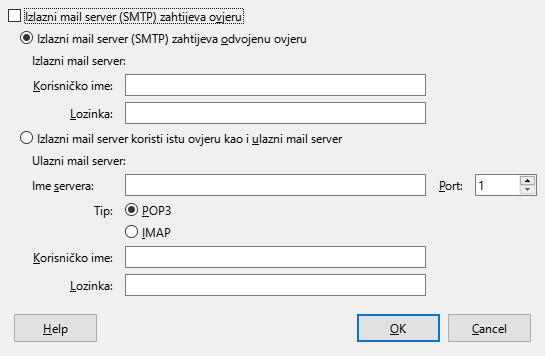 Izlazni mail server (SMTP) zahtijeva ovjeru
Izlazni mail server (SMTP) zahtijeva odvojenu ovjeru
Izlazni mail server:
Korisničko ime:
Lozinka:
Izlazni mail server koristi istu ovjeru kao i ulazni mail server
Ulazni mail server:
Ime servera: Port: 1
Tip: POP3
IMAP
Korisničko ime:
Lozinka:
Help OK Cancel